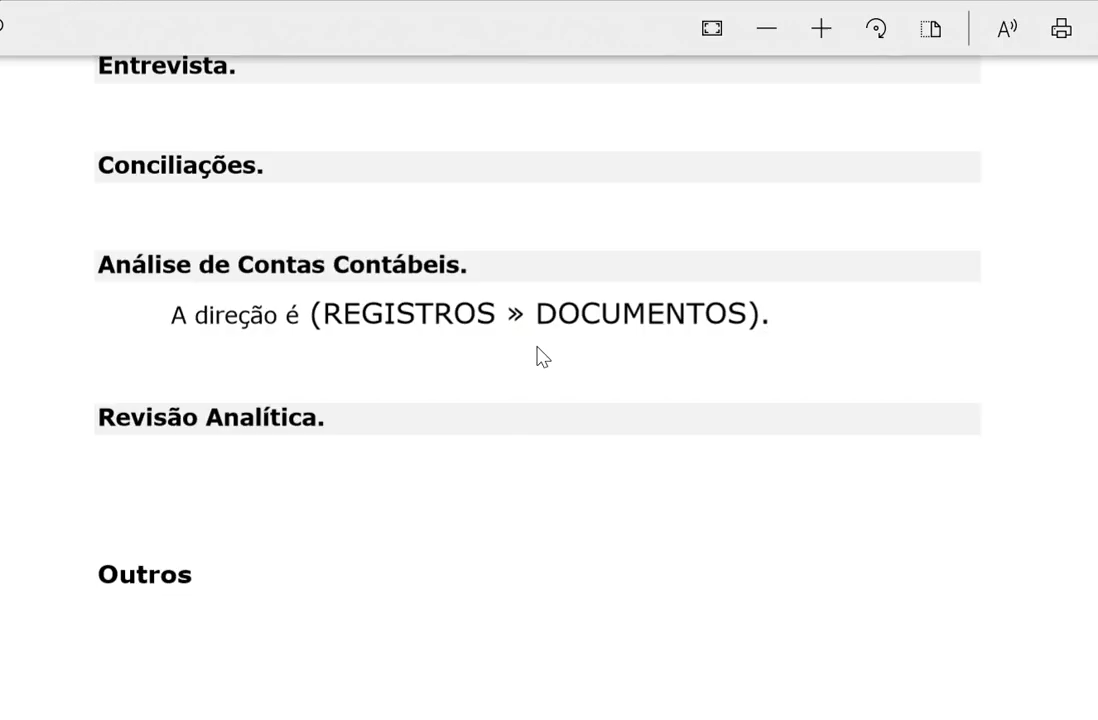 Entrevista.
Conciliações.
Análise de Contas Contábeis.
A direção é (REGISTROS » DOCUMENTOS).
Revisão Analítica.
Outros